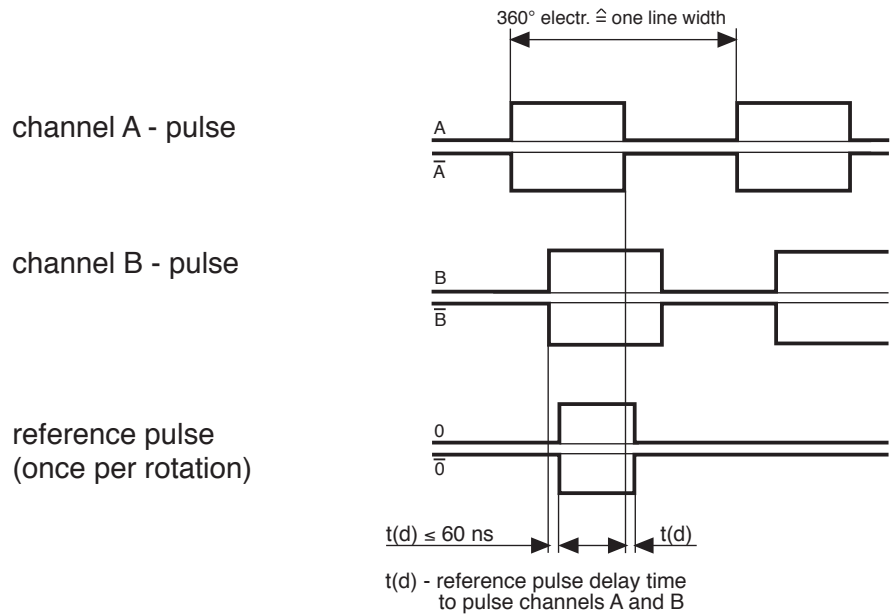 360° electr. ≙ one line width
channel A - pulse
A
A̅
channel B - pulse
B
B̅
reference pulse
(once per rotation)
0
0̅
t(d) ≤ 60 ns
t(d)
t(d) - reference pulse delay time
to pulse channels A and B